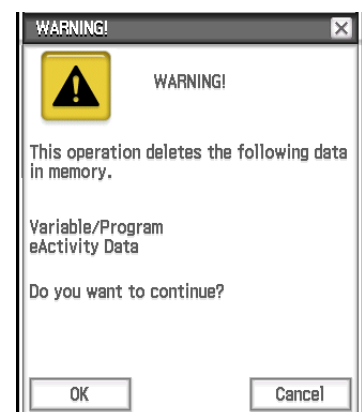 WARNING!
WARNING!
This operation deletes the following data
in memory.
Variable/Program
eActivity Data
Do you want to continue?
OK
Cancel